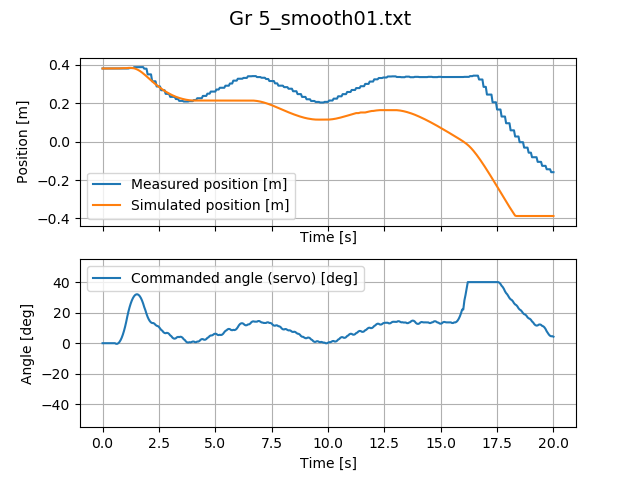 Gr 5_smooth01.txt
Position [m]
0.4
0.2
0.0
−0.2
−0.4
Measured position [m]
Simulated position [m]
Time [s]
Angle [deg]
40
20
0
−20
−40
Commanded angle (servo) [deg]
0.0 2.5 5.0 7.5 10.0 12.5 15.0 17.5 20.0
Time [s]